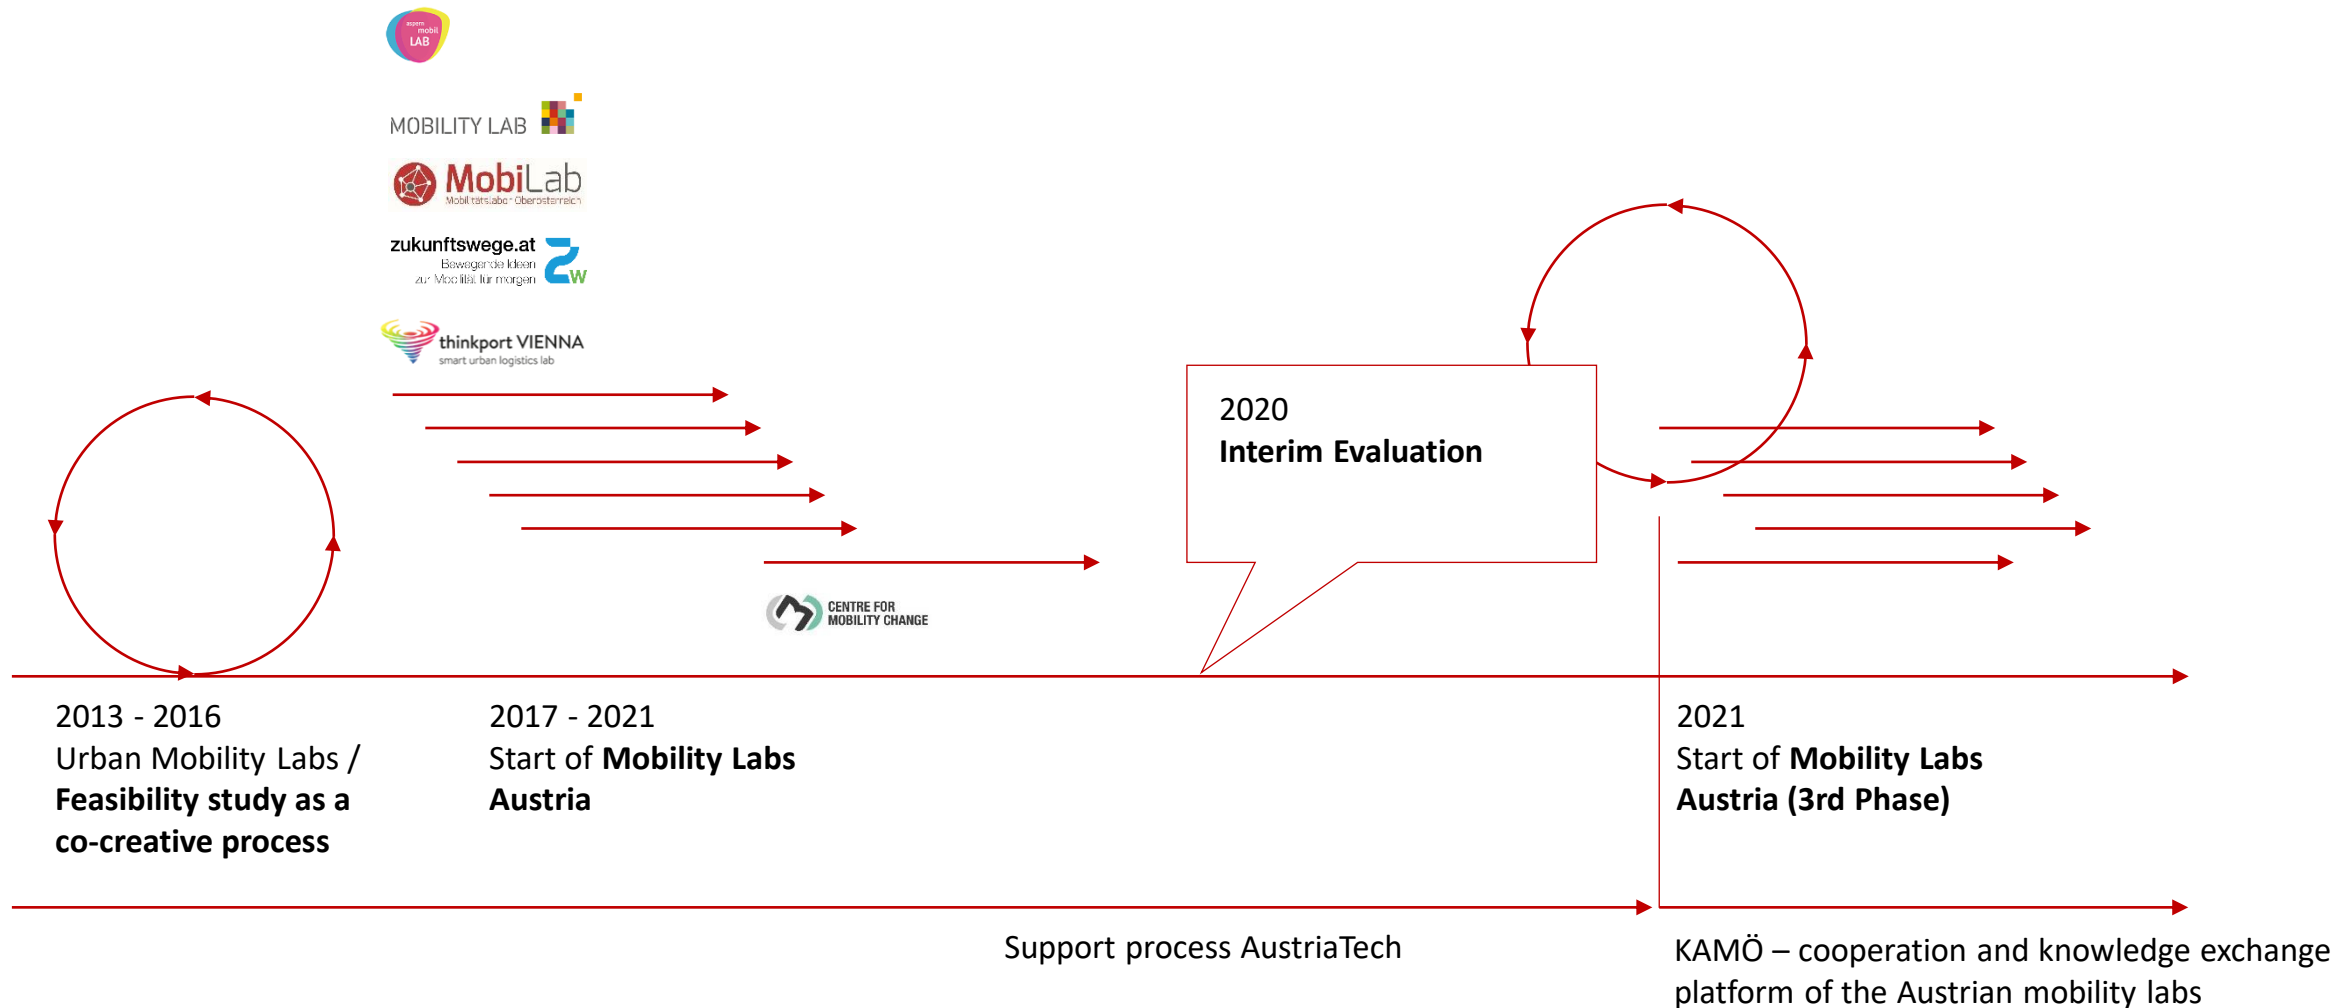 aspern
mobil
LAB
MOBILITY LAB
MobiLab
Mobilitätslabor Oberösterreich
zukunftswege.at
Bewegende Ideen
zur Mobilität für morgen
Zw
thinkport VIENNA
smart urban logistics lab
CENTRE FOR
MOBILITY CHANGE
2020
Interim Evaluation
2013 - 2016
Urban Mobility Labs /
Feasibility study as a
co-creative process
2017 - 2021
Start of Mobility Labs
Austria
2021
Start of Mobility Labs
Austria (3rd Phase)
Support process AustriaTech
KAMÖ – cooperation and knowledge exchange
platform of the Austrian mobility labs